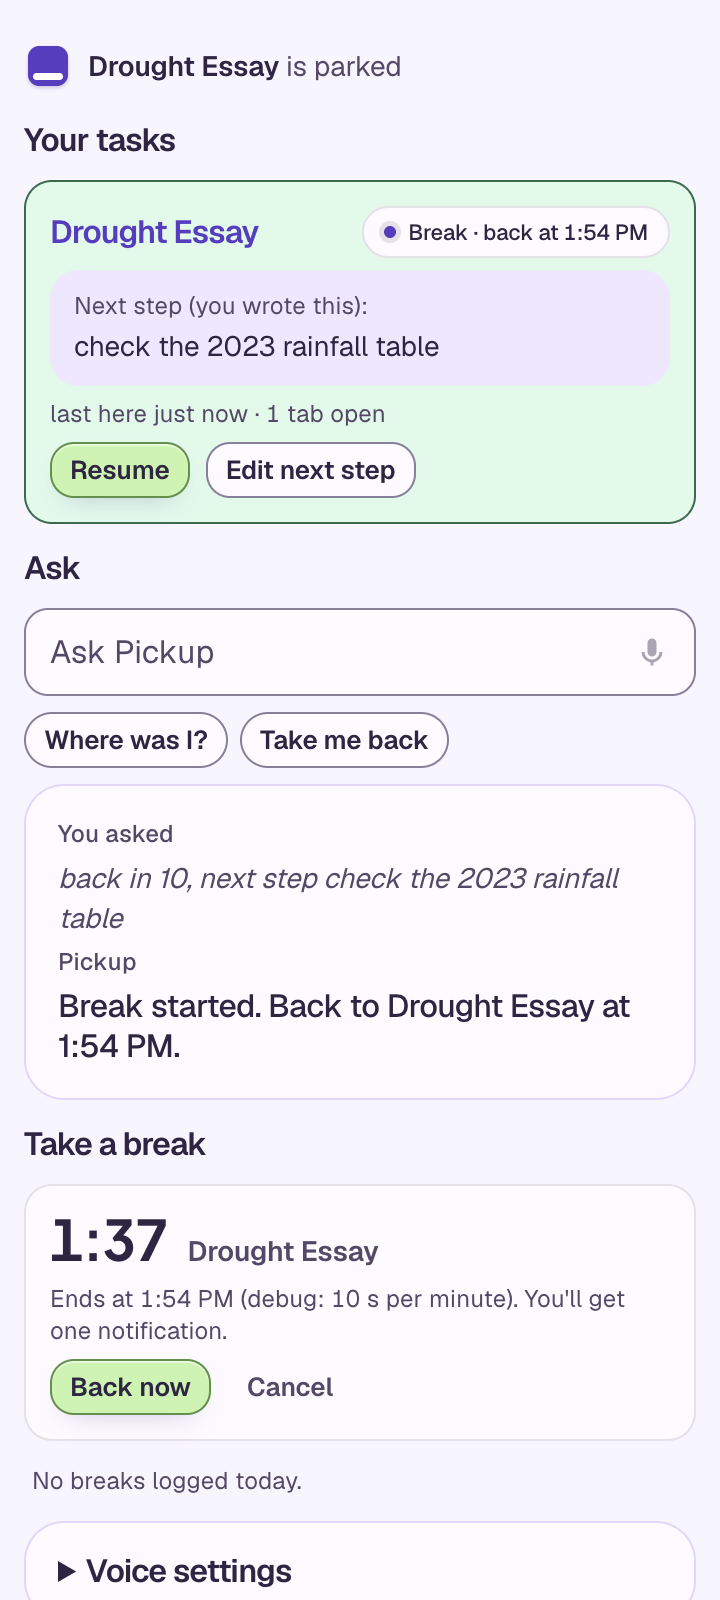 Drought Essay is parked
Your tasks
Drought Essay
Break · back at 1:54 PM
Next step (you wrote this):
check the 2023 rainfall table
last here just now · 1 tab open
Resume
Edit next step
Ask
Ask Pickup
Where was I?
Take me back
You asked
back in 10, next step check the 2023 rainfall
table
Pickup
Break started. Back to Drought Essay at
1:54 PM.
Take a break
1:37 Drought Essay
Ends at 1:54 PM (debug: 10 s per minute). You'll get
one notification.
Back now
Cancel
No breaks logged today.
Voice settings